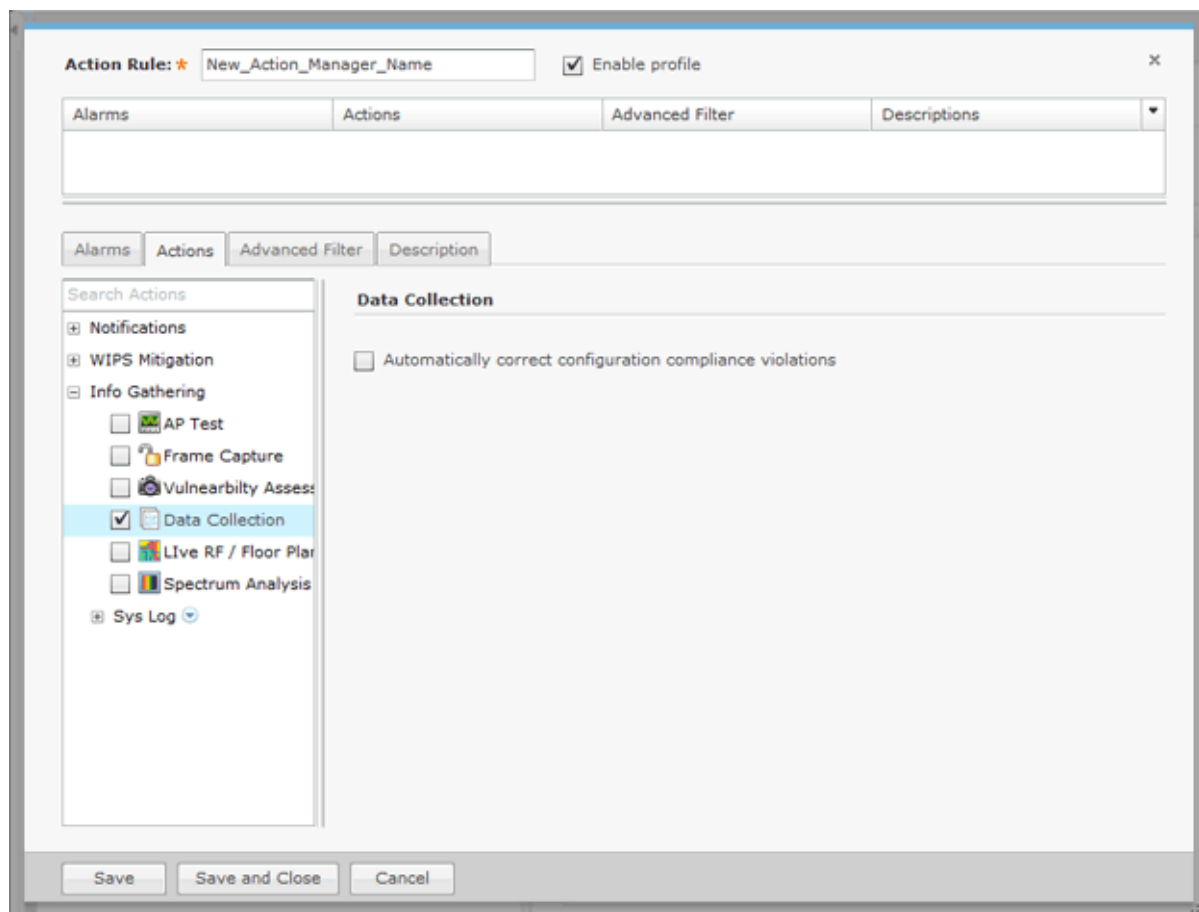 Action Rule: * New_Action_Manager_Name Enable profile
Alarms Actions Advanced Filter Descriptions
Alarms Actions Advanced Filter Description
Search Actions
Data Collection
Notifications
WIPS Mitigation
Automatically correct configuration compliance violations
Info Gathering
AP Test
Frame Capture
Vulnearbilty Assess
Data Collection
LIve RF / Floor Plan
Spectrum Analysis
Sys Log
Save Save and Close Cancel